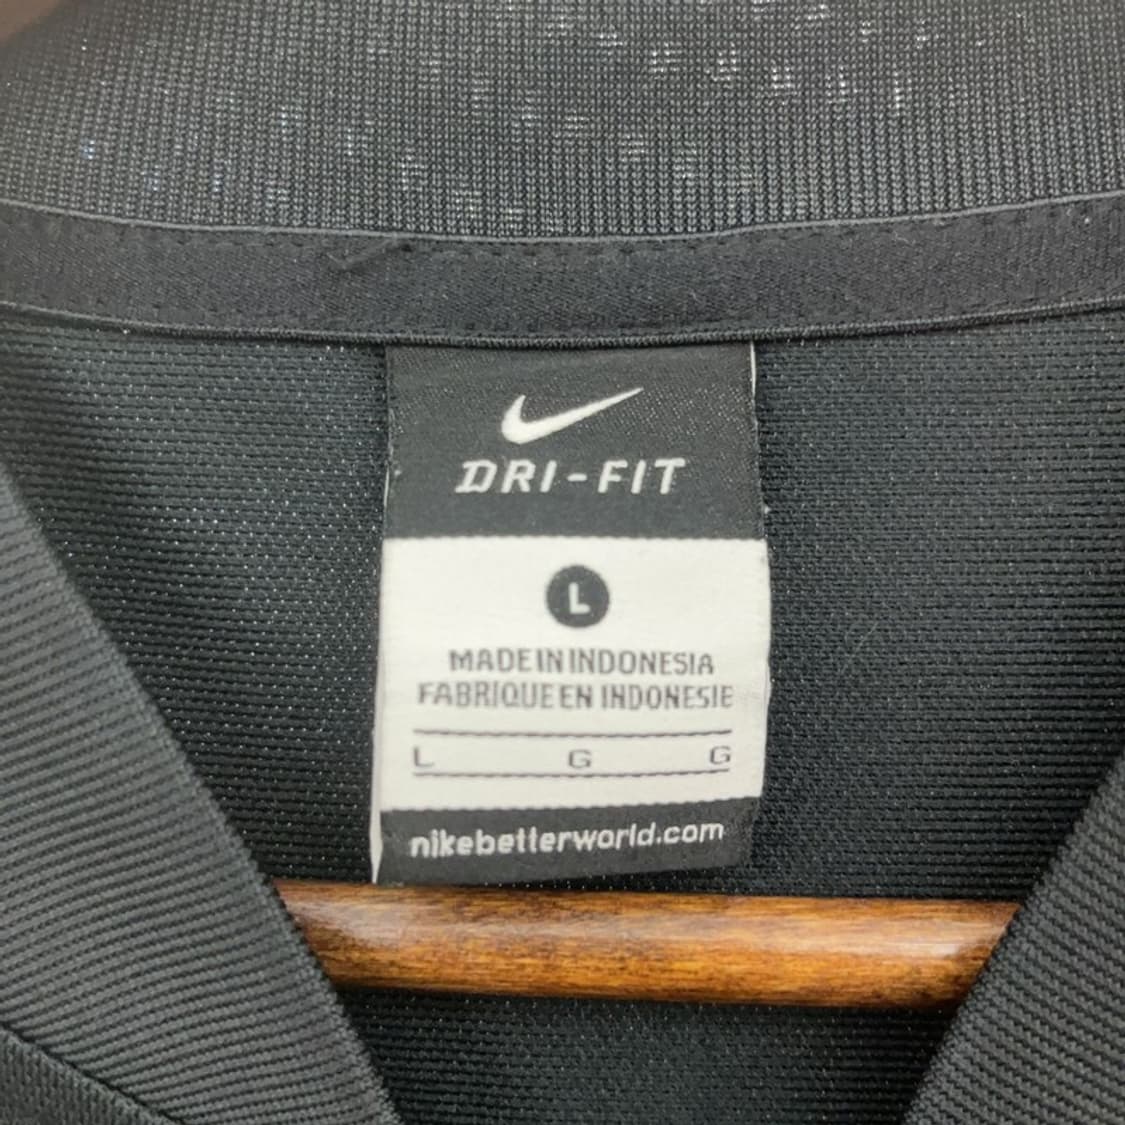 DRI-FIT
L
MADE IN INDONESIA
FABRIQUE EN INDONESIE
L G G
nikebetterworld.com